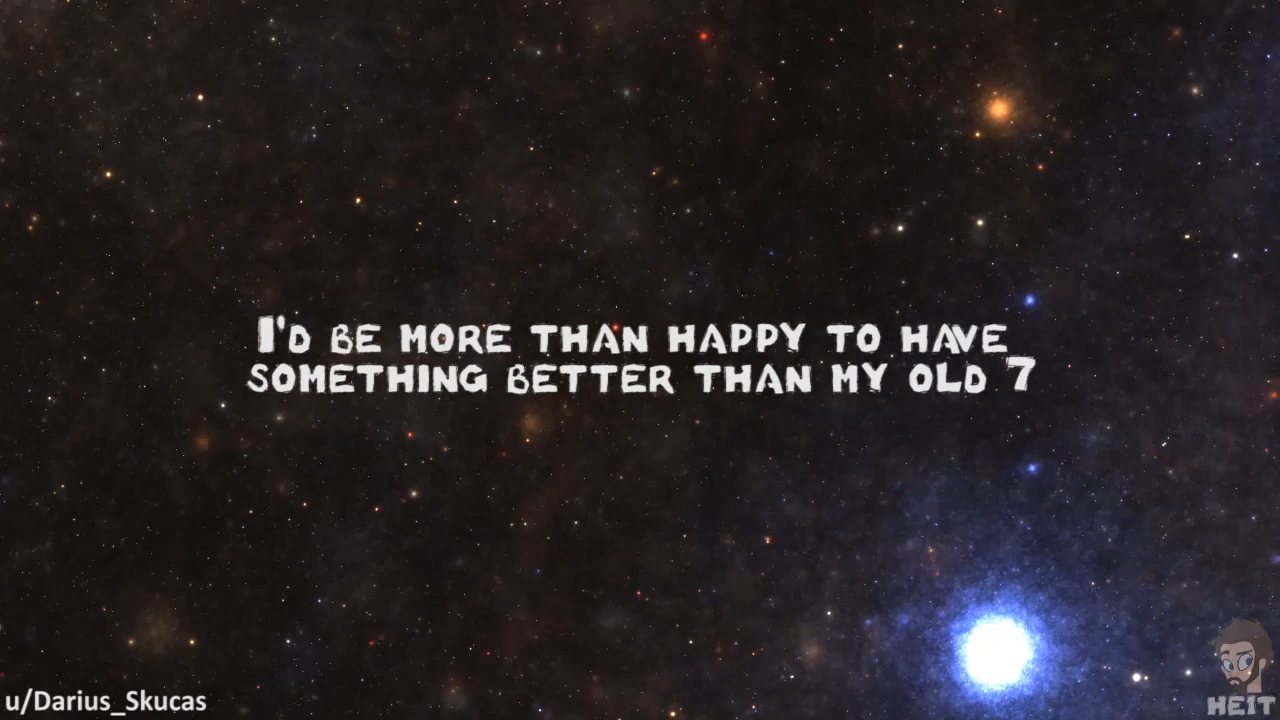 I'D BE MORE THAN HAPPY TO HAVE
SOMETHING BETTER THAN MY OLD 7
u/Darius_Skucas
HEIT